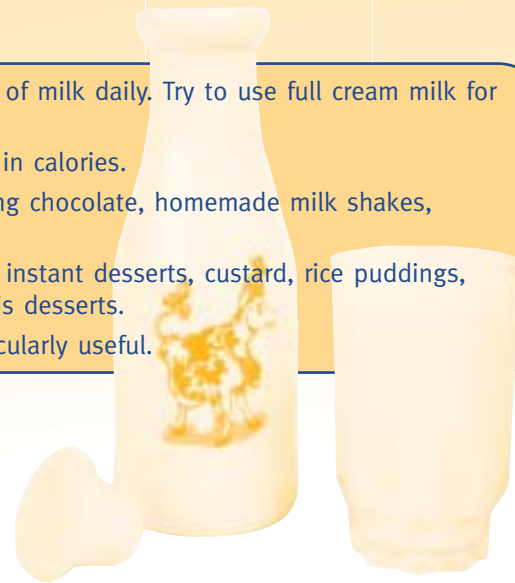 of milk daily. Try to use full cream milk for
in calories.
ng chocolate, homemade milk shakes,
instant desserts, custard, rice puddings,
is desserts.
cularly useful.